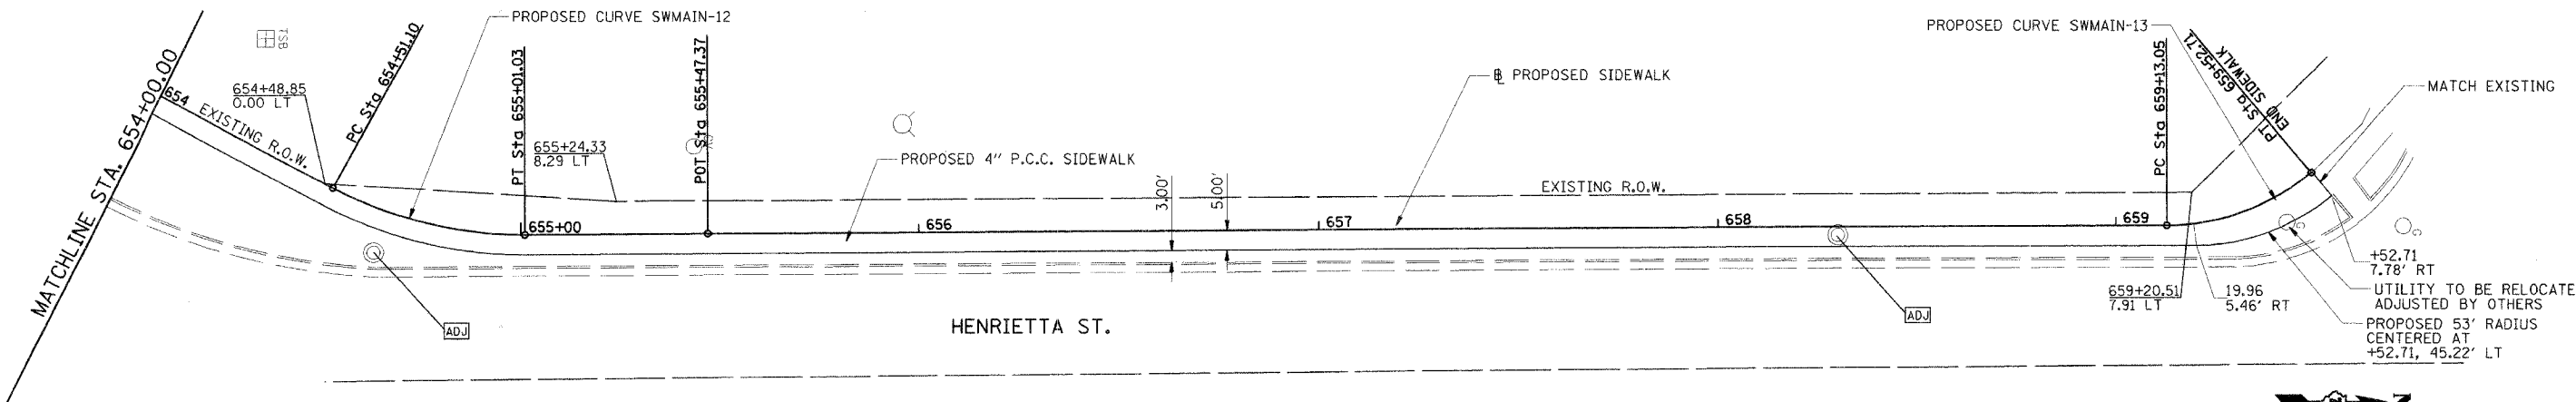 PROPOSED CURVE SWMAIN-12
TSB
PC Sta 654+51.10
654+48.85
0.00 LT
654
EXISTING R.O.W.
MATCHLINE STA. 654+00.00
PT Sta 655+01.03
655+24.33
8.29 LT
POT Sta 655+47.37
PROPOSED 4" P.C.C. SIDEWALK
655+00
656
3.00'
5.00'
657
658
659
℄ PROPOSED SIDEWALK
EXISTING R.O.W.
PROPOSED CURVE SWMAIN-13
PC Sta 659+13.05
PT Sta 659+52.71
END SIDEWALK
MATCH EXISTING
G
G
+52.71
7.78' RT
UTILITY TO BE RELOCATE
ADJUSTED BY OTHERS
PROPOSED 53' RADIUS
CENTERED AT
+52.71, 45.22' LT
659+20.51
7.91 LT
19.96
5.46' RT
ADJ
ADJ
HENRIETTA ST.